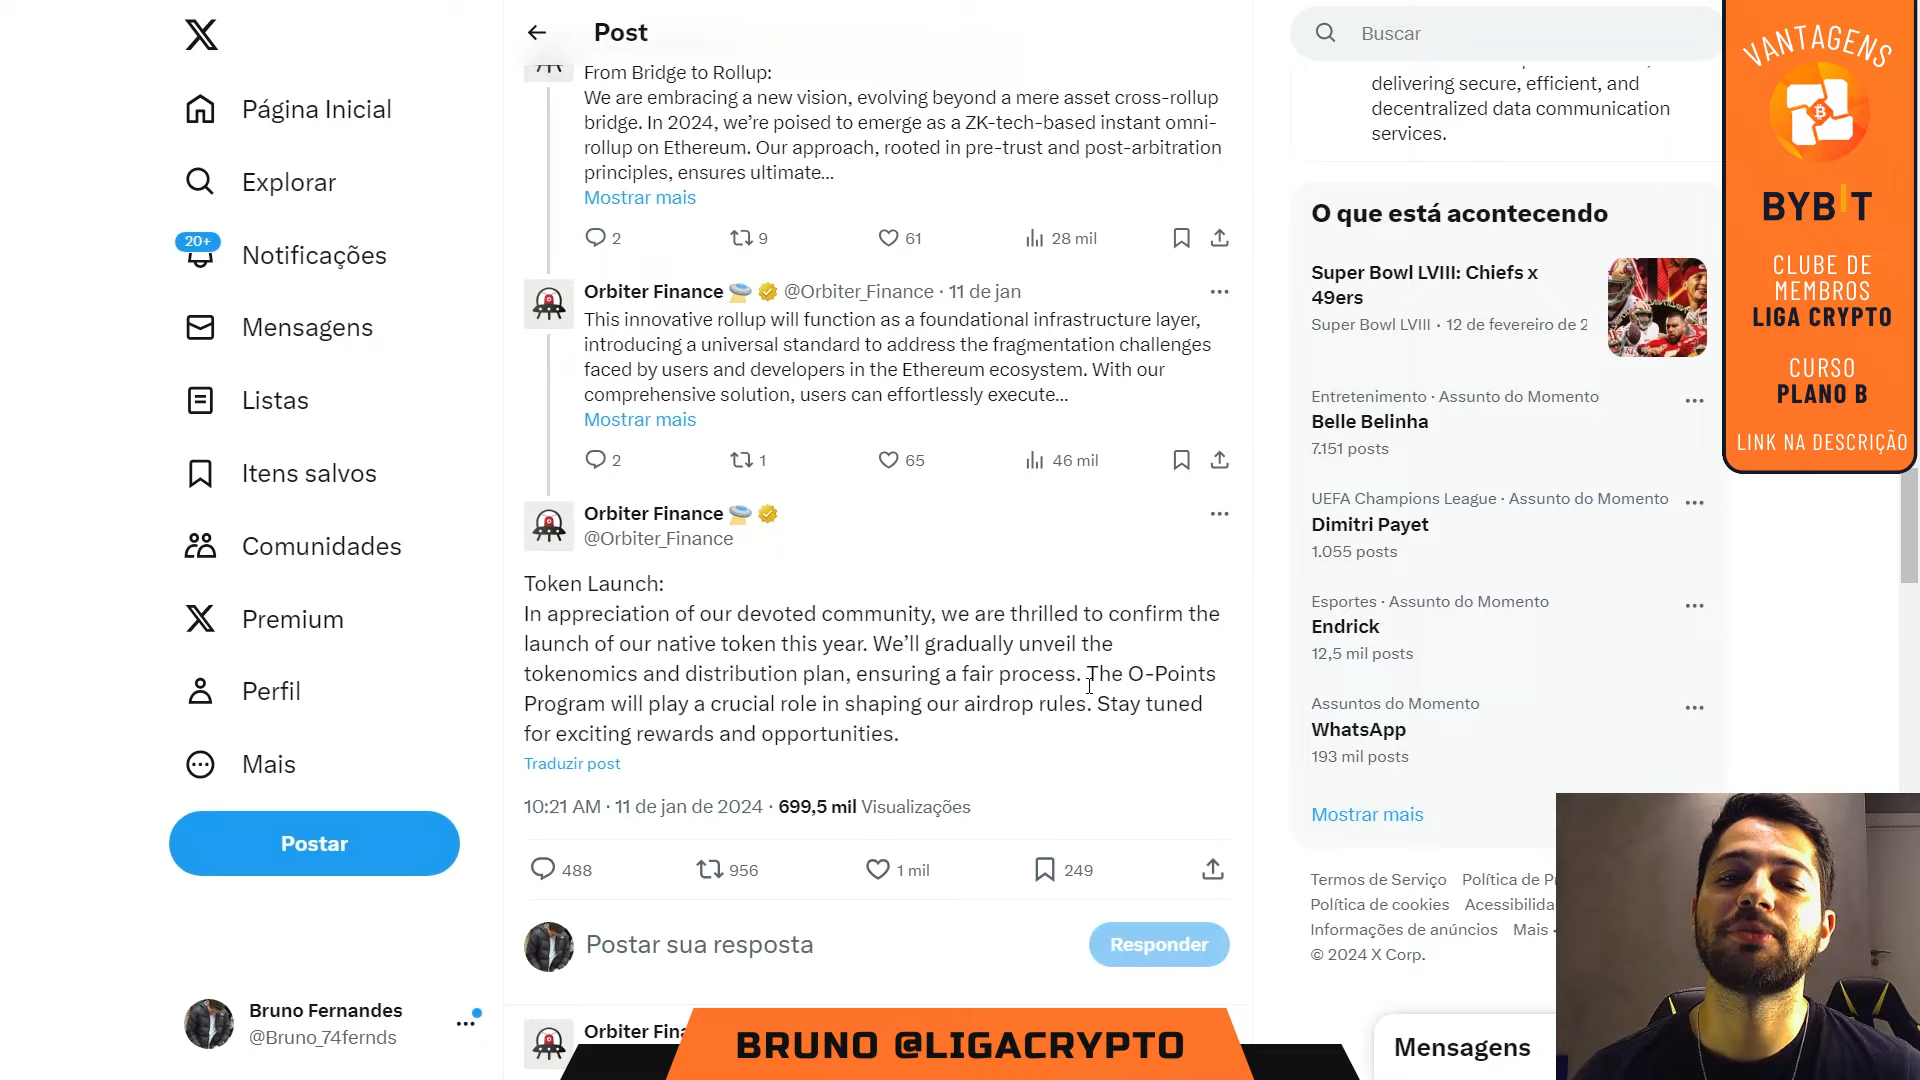 Página Inicial
Explorar
20+
Notificações
Mensagens
Listas
Itens salvos
Comunidades
Premium
Perfil
Mais
Postar
Bruno Fernandes
@Bruno_74fernds
Post
From Bridge to Rollup:
We are embracing a new vision, evolving beyond a mere asset cross-rollup
bridge. In 2024, we’re poised to emerge as a ZK-tech-based instant omni-
rollup on Ethereum. Our approach, rooted in pre-trust and post-arbitration
principles, ensures ultimate...
Mostrar mais
2 9 61 28 mil
Orbiter Finance @Orbiter_Finance · 11 de jan
This innovative rollup will function as a foundational infrastructure layer,
introducing a universal standard to address the fragmentation challenges
faced by users and developers in the Ethereum ecosystem. With our
comprehensive solution, users can effortlessly execute...
Mostrar mais
2 1 65 46 mil
Orbiter Finance
@Orbiter_Finance
Token Launch:
In appreciation of our devoted community, we are thrilled to confirm the
launch of our native token this year. We’ll gradually unveil the
tokenomics and distribution plan, ensuring a fair process. The O-Points
Program will play a crucial role in shaping our airdrop rules. Stay tuned
for exciting rewards and opportunities.
Traduzir post
10:21 AM · 11 de jan de 2024 · 699,5 mil Visualizações
488 956 1 mil 249
Postar sua resposta
Responder
Orbiter Fina
BRUNO @LIGACRYPTO
Buscar
delivering secure, efficient, and
decentralized data communication
services.
O que está acontecendo
Super Bowl LVIII: Chiefs x
49ers
Super Bowl LVIII · 12 de fevereiro de 2
Entretenimento · Assunto do Momento
Belle Belinha
7.151 posts
UEFA Champions League · Assunto do Momento
Dimitri Payet
1.055 posts
Esportes · Assunto do Momento
Endrick
12,5 mil posts
Assuntos do Momento
WhatsApp
193 mil posts
Mostrar mais
Termos de Serviço Política de P
Política de cookies Acessibilida
Informações de anúncios Mais ·
© 2024 X Corp.
Mensagens
VANTAGENS
BYBIT
CLUBE DE
MEMBROS
LIGA CRYPTO
CURSO
PLANO B
LINK NA DESCRIÇÃO